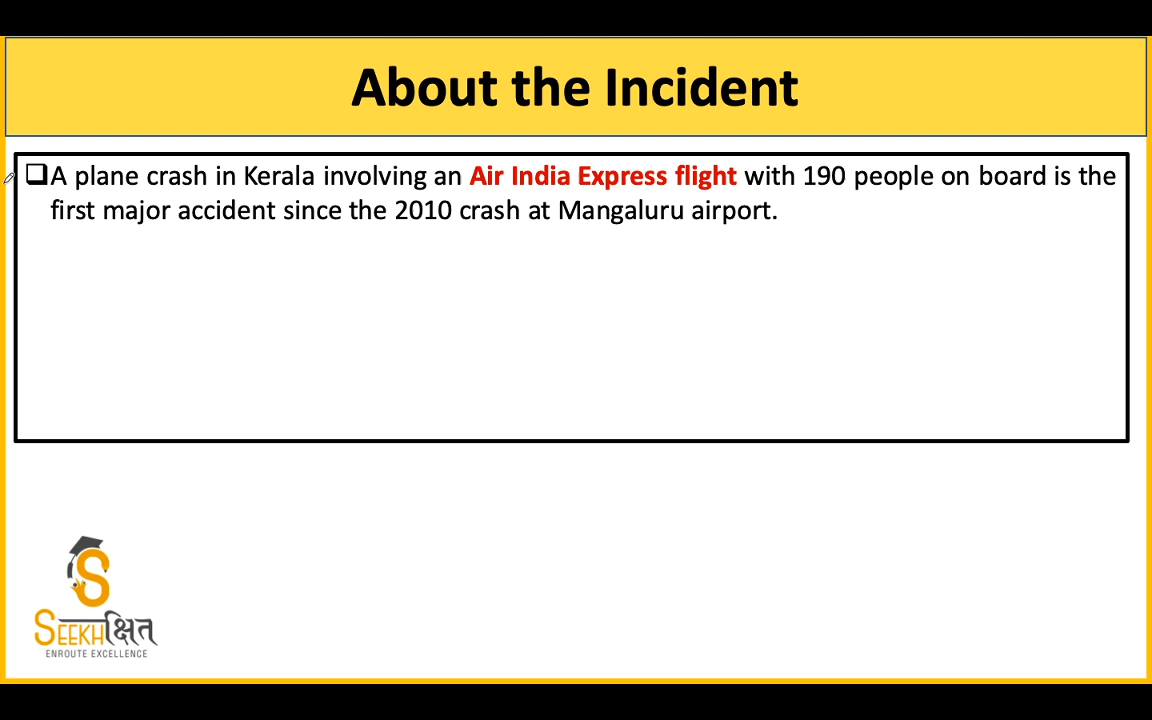 About the Incident
❑A plane crash in Kerala involving an Air India Express flight with 190 people on board is the
first major accident since the 2010 crash at Mangaluru airport.
S
SEEKHक्षित
ENROUTE EXCELLENCE